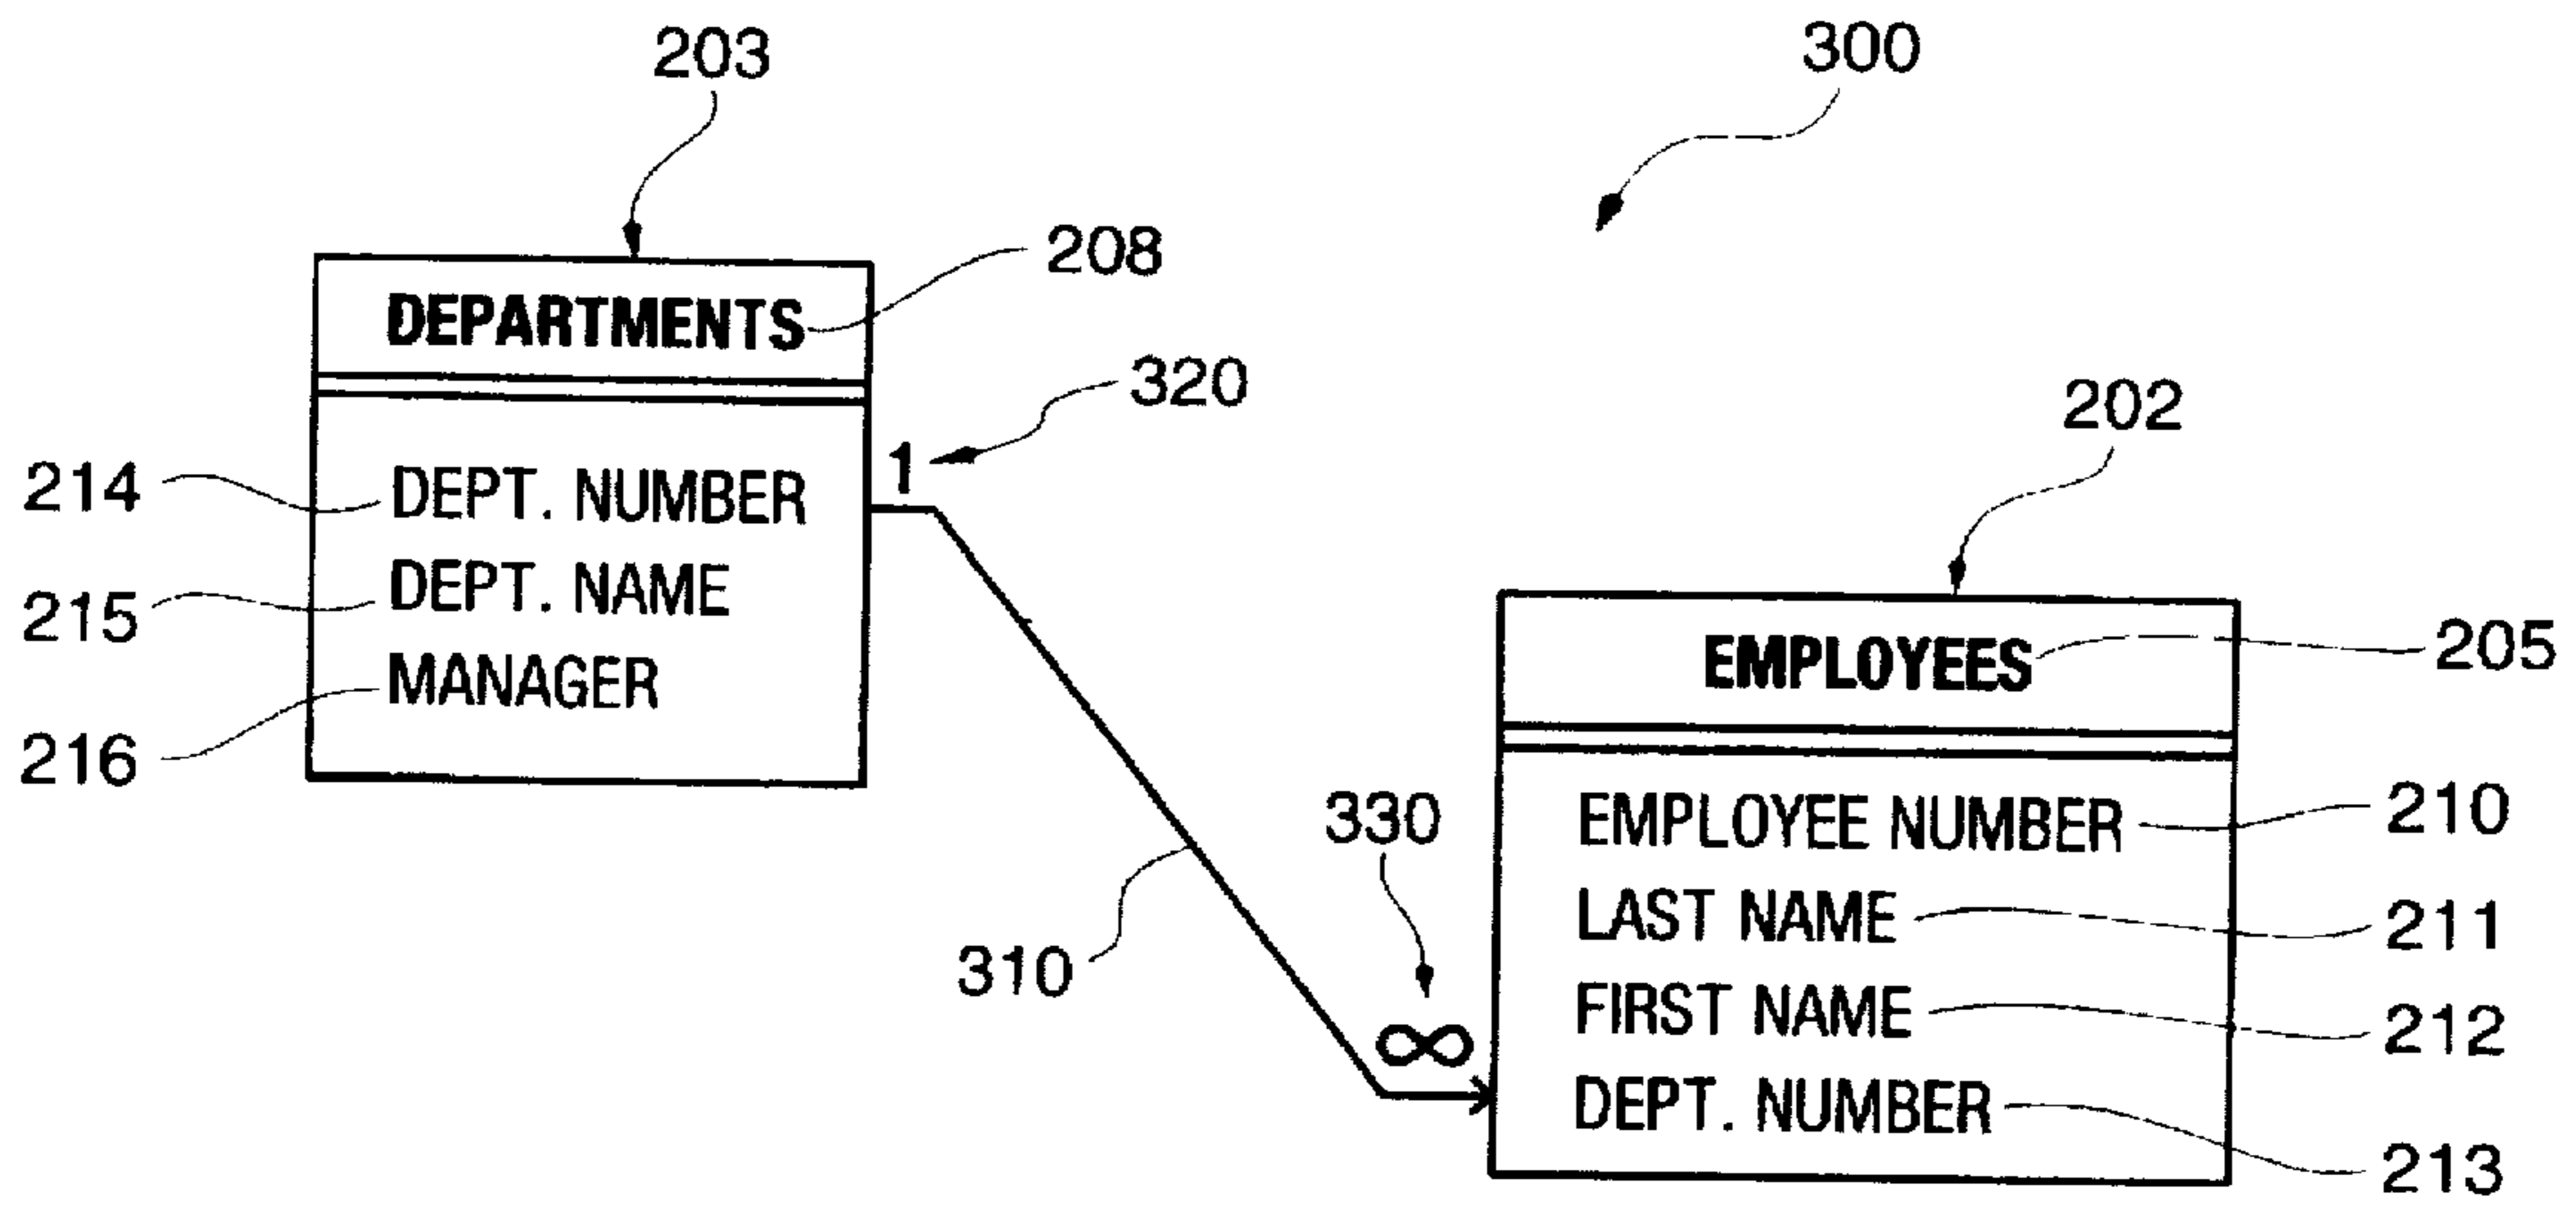 203
300
208
DEPARTMENTS
320
1
202
214
DEPT. NUMBER
215
DEPT. NAME
216
MANAGER
EMPLOYEES
205
330
210
EMPLOYEE NUMBER
310
∞
LAST NAME
211
FIRST NAME
212
DEPT. NUMBER
213